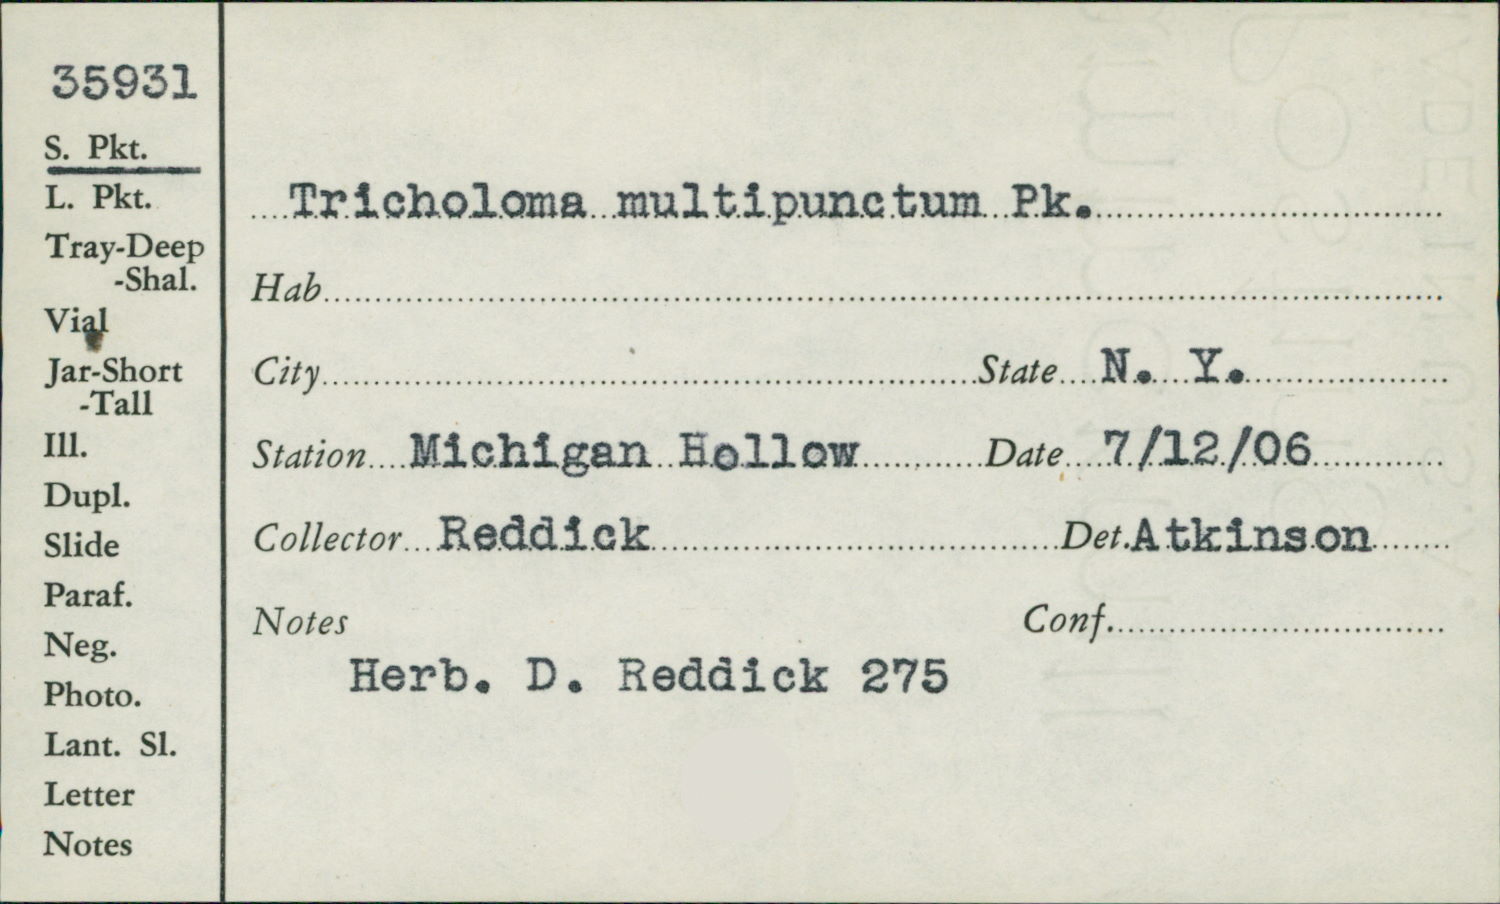 35931
S. Pkt.
L. Pkt.
Tray-Deep
-Shal.
Vial
Jar-Short
-Tall
Ill.
Dupl.
Slide
Paraf.
Neg.
Photo.
Lant. Sl.
Letter
Notes
Tricholoma multipunctum Pk.
Hab
City State N. Y.
Station Michigan Hollow Date 7/12/06
Collector Reddick Det. Atkinson
Notes Conf.
Herb. D. Reddick 275